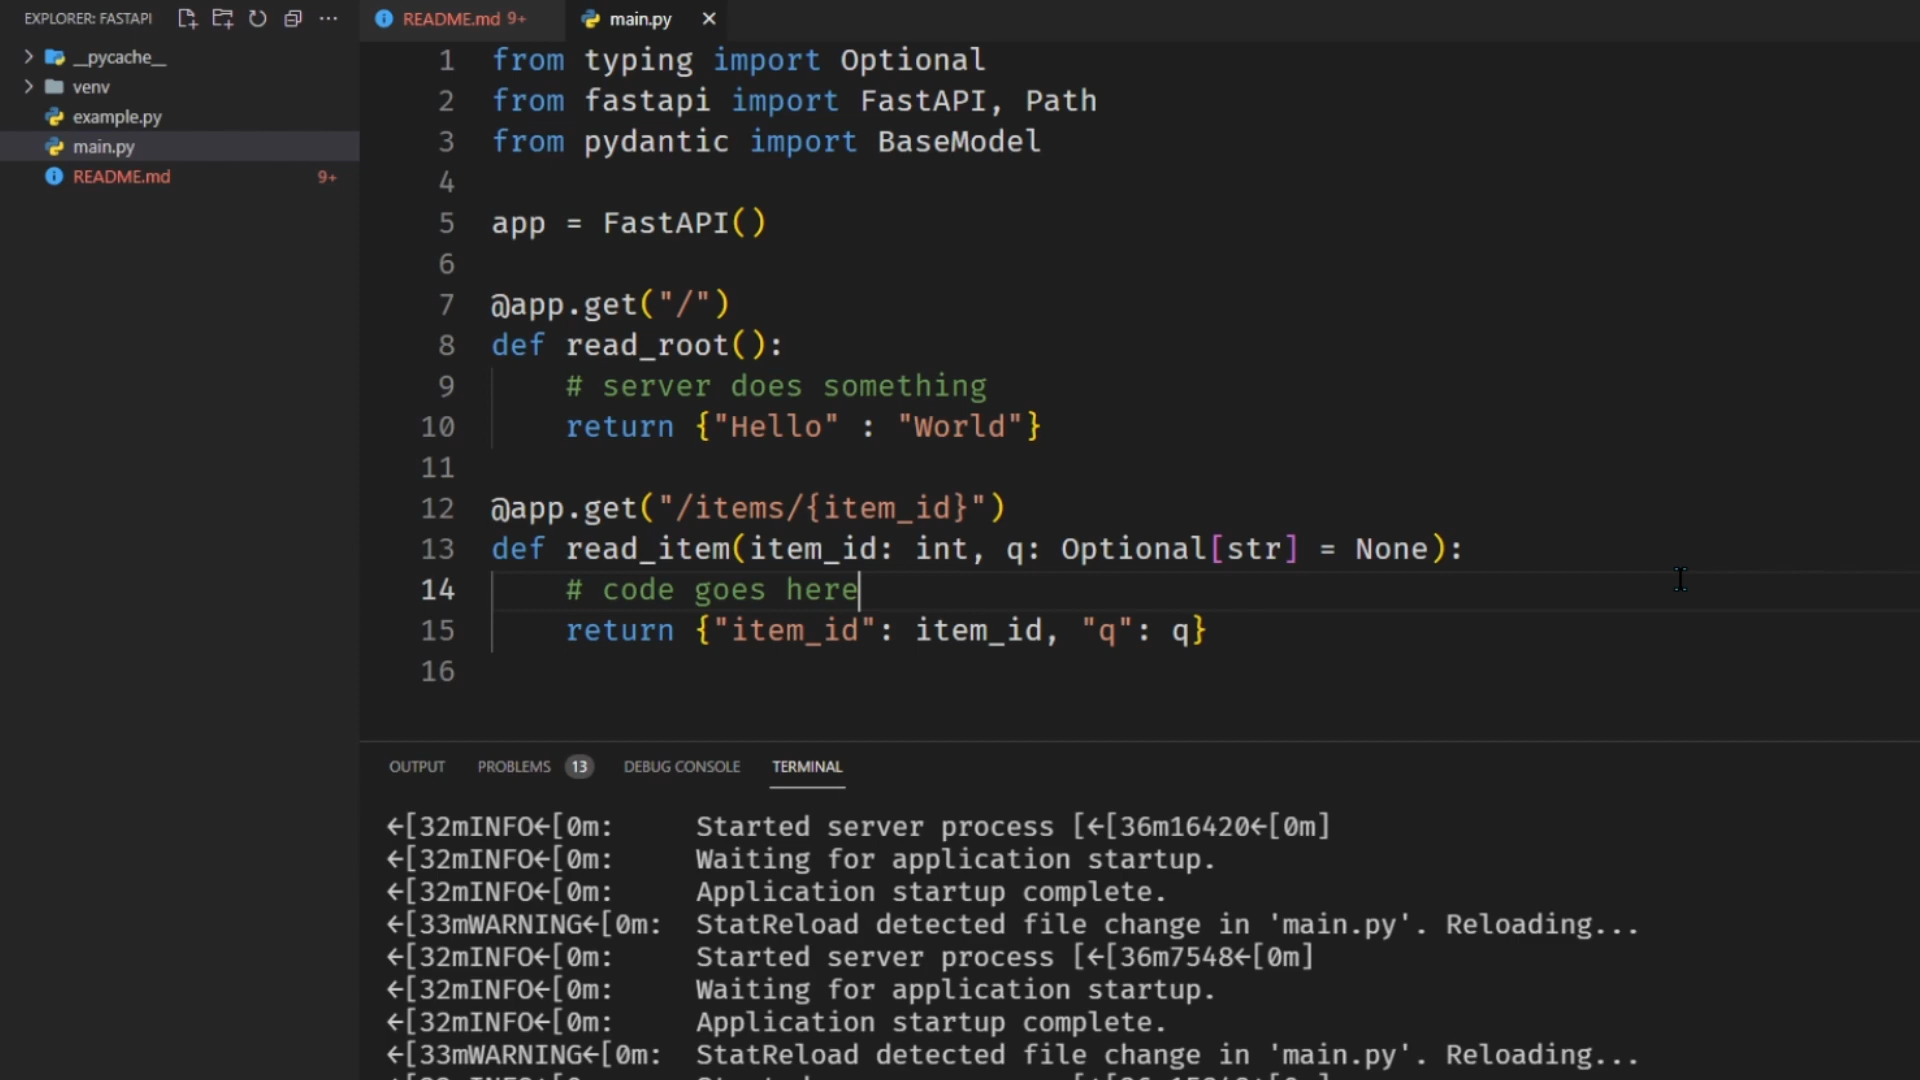 EXPLORER: FASTAPI
__pycache__
venv
example.py
main.py
README.md 9+
README.md 9+ main.py
1 from typing import Optional
2 from fastapi import FastAPI, Path
3 from pydantic import BaseModel
4
5 app = FastAPI()
6
7 @app.get("/")
8 def read_root():
9 # server does something
10 return {"Hello" : "World"}
11
12 @app.get("/items/{item_id}")
13 def read_item(item_id: int, q: Optional[str] = None):
14 # code goes here
15 return {"item_id": item_id, "q": q}
16
OUTPUT PROBLEMS 13 DEBUG CONSOLE TERMINAL
←[32mINFO←[0m: Started server process [←[36m16420←[0m]
←[32mINFO←[0m: Waiting for application startup.
←[32mINFO←[0m: Application startup complete.
←[33mWARNING←[0m: StatReload detected file change in 'main.py'. Reloading...
←[32mINFO←[0m: Started server process [←[36m7548←[0m]
←[32mINFO←[0m: Waiting for application startup.
←[32mINFO←[0m: Application startup complete.
←[33mWARNING←[0m: StatReload detected file change in 'main.py'. Reloading...